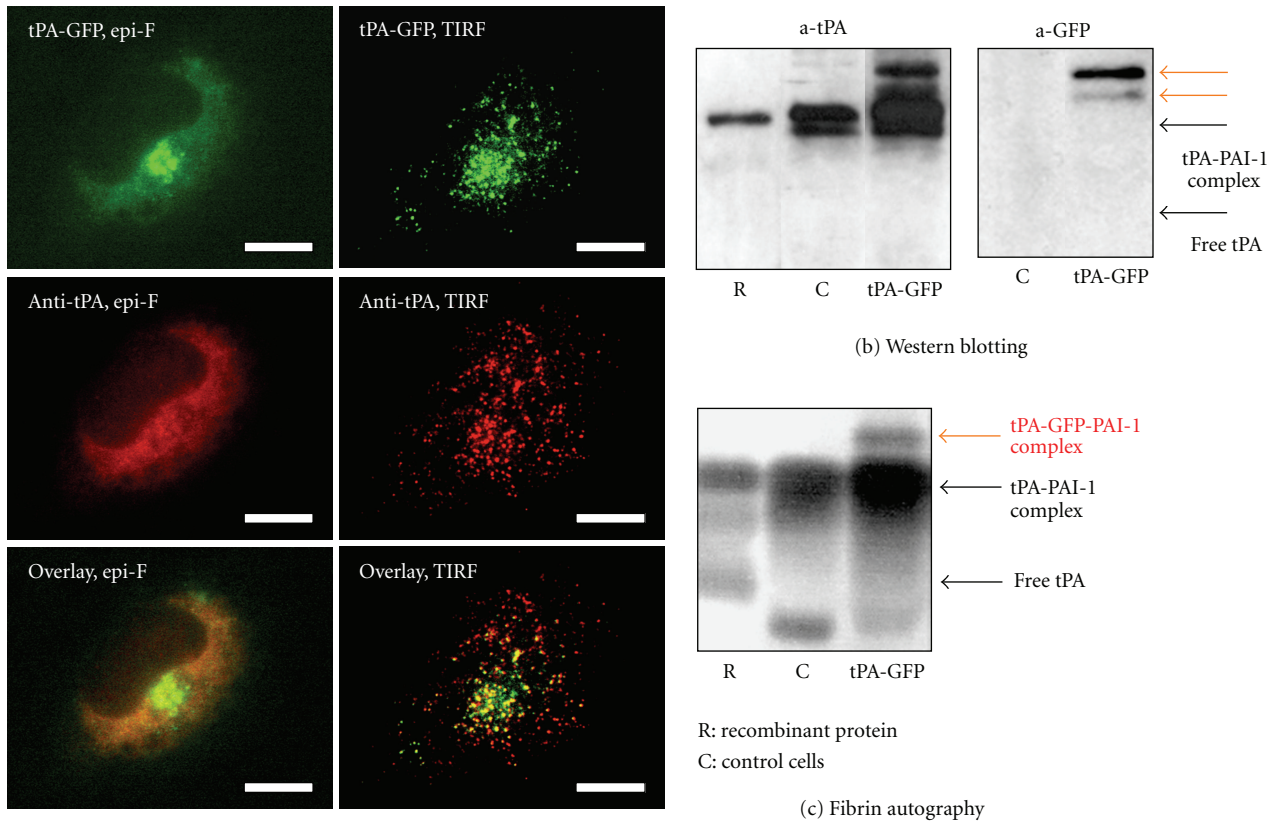 tPA-GFP, epi-F
tPA-GFP, TIRF
Anti-tPA, epi-F
Anti-tPA, TIRF
Overlay, epi-F
Overlay, TIRF
a-tPA
a-GFP
tPA-PAI-1
complex
Free tPA
R
C
tPA-GFP
C
tPA-GFP
(b) Western blotting
tPA-GFP-PAI-1
complex
tPA-PAI-1
complex
Free tPA
R
C
tPA-GFP
R: recombinant protein
C: control cells
(c) Fibrin autography